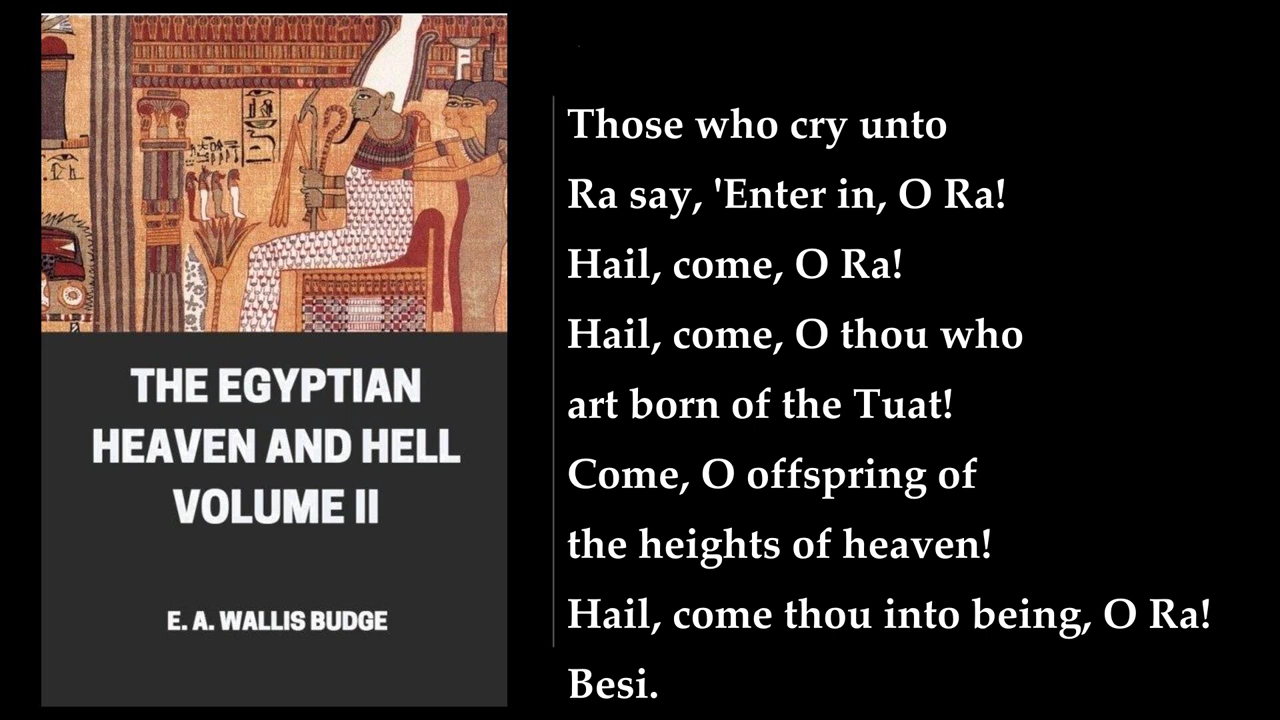 THE EGYPTIAN
HEAVEN AND HELL
VOLUME II
E. A. WALLIS BUDGE
Those who cry unto
Ra say, 'Enter in, O Ra!
Hail, come, O Ra!
Hail, come, O thou who
art born of the Tuat!
Come, O offspring of
the heights of heaven!
Hail, come thou into being, O Ra!
Besi.